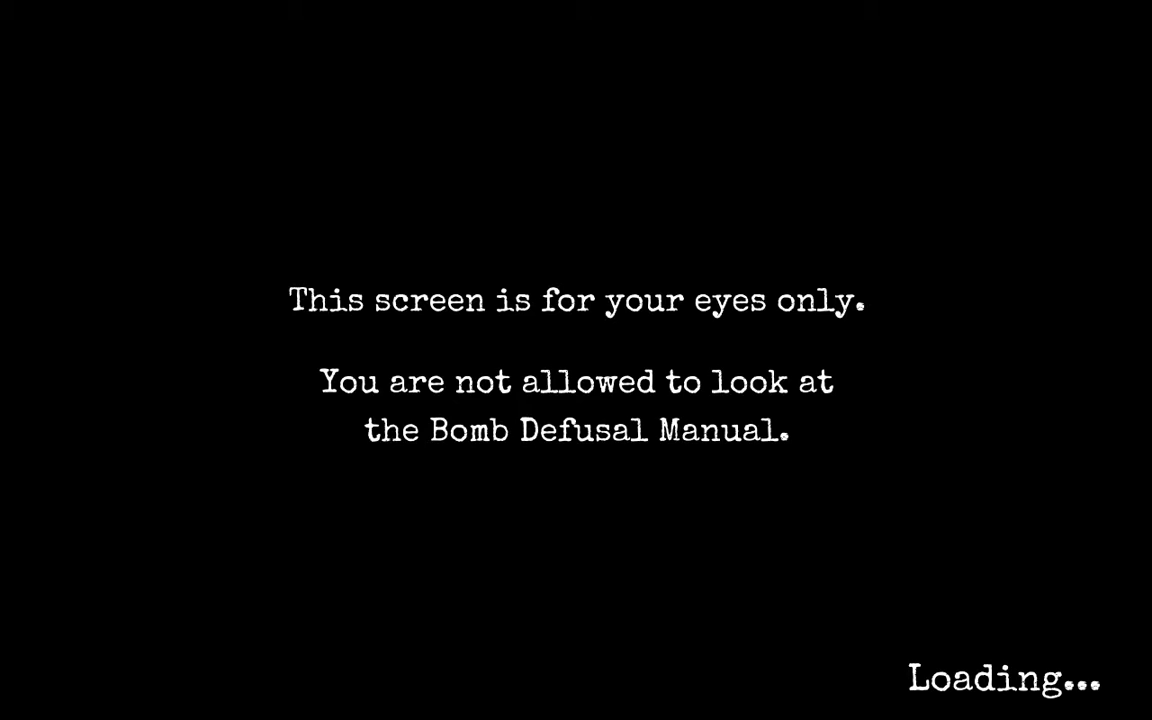 This screen is for your eyes only.
You are not allowed to look at
the Bomb Defusal Manual.
Loading...